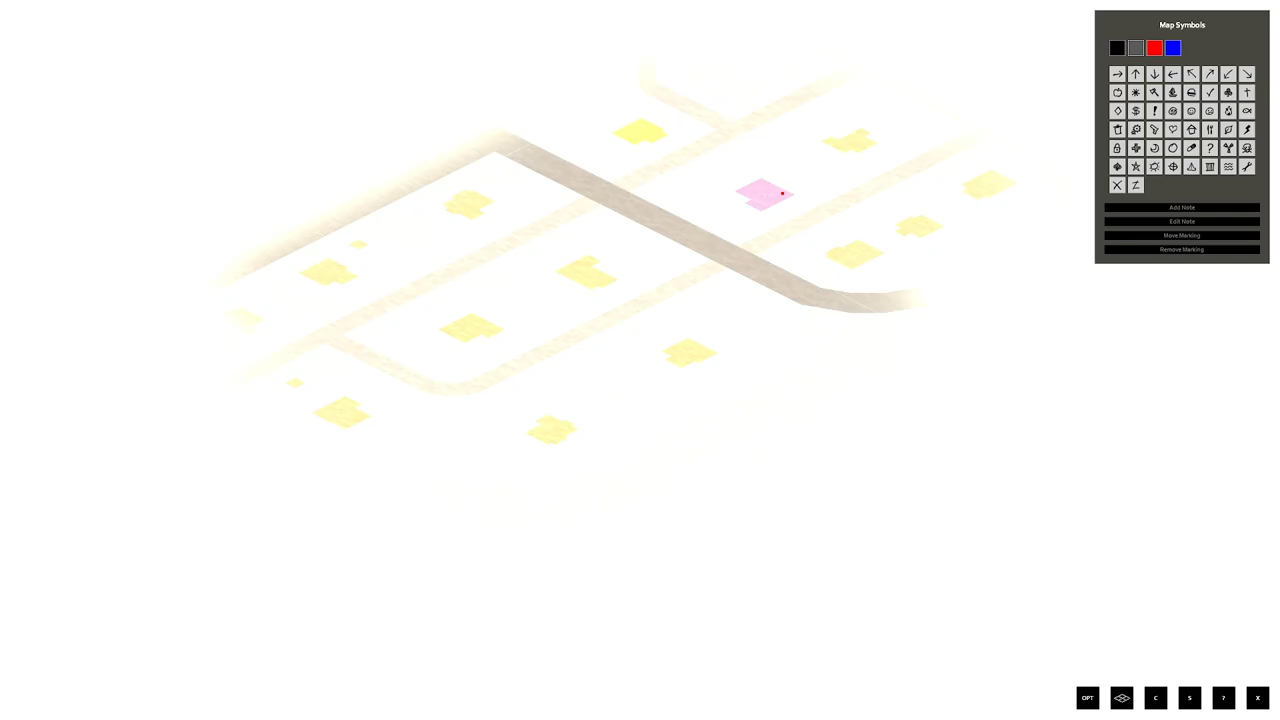 Map Symbols
Add Note
Edit Note
Move Marking
Remove Marking
OPT C S ? X